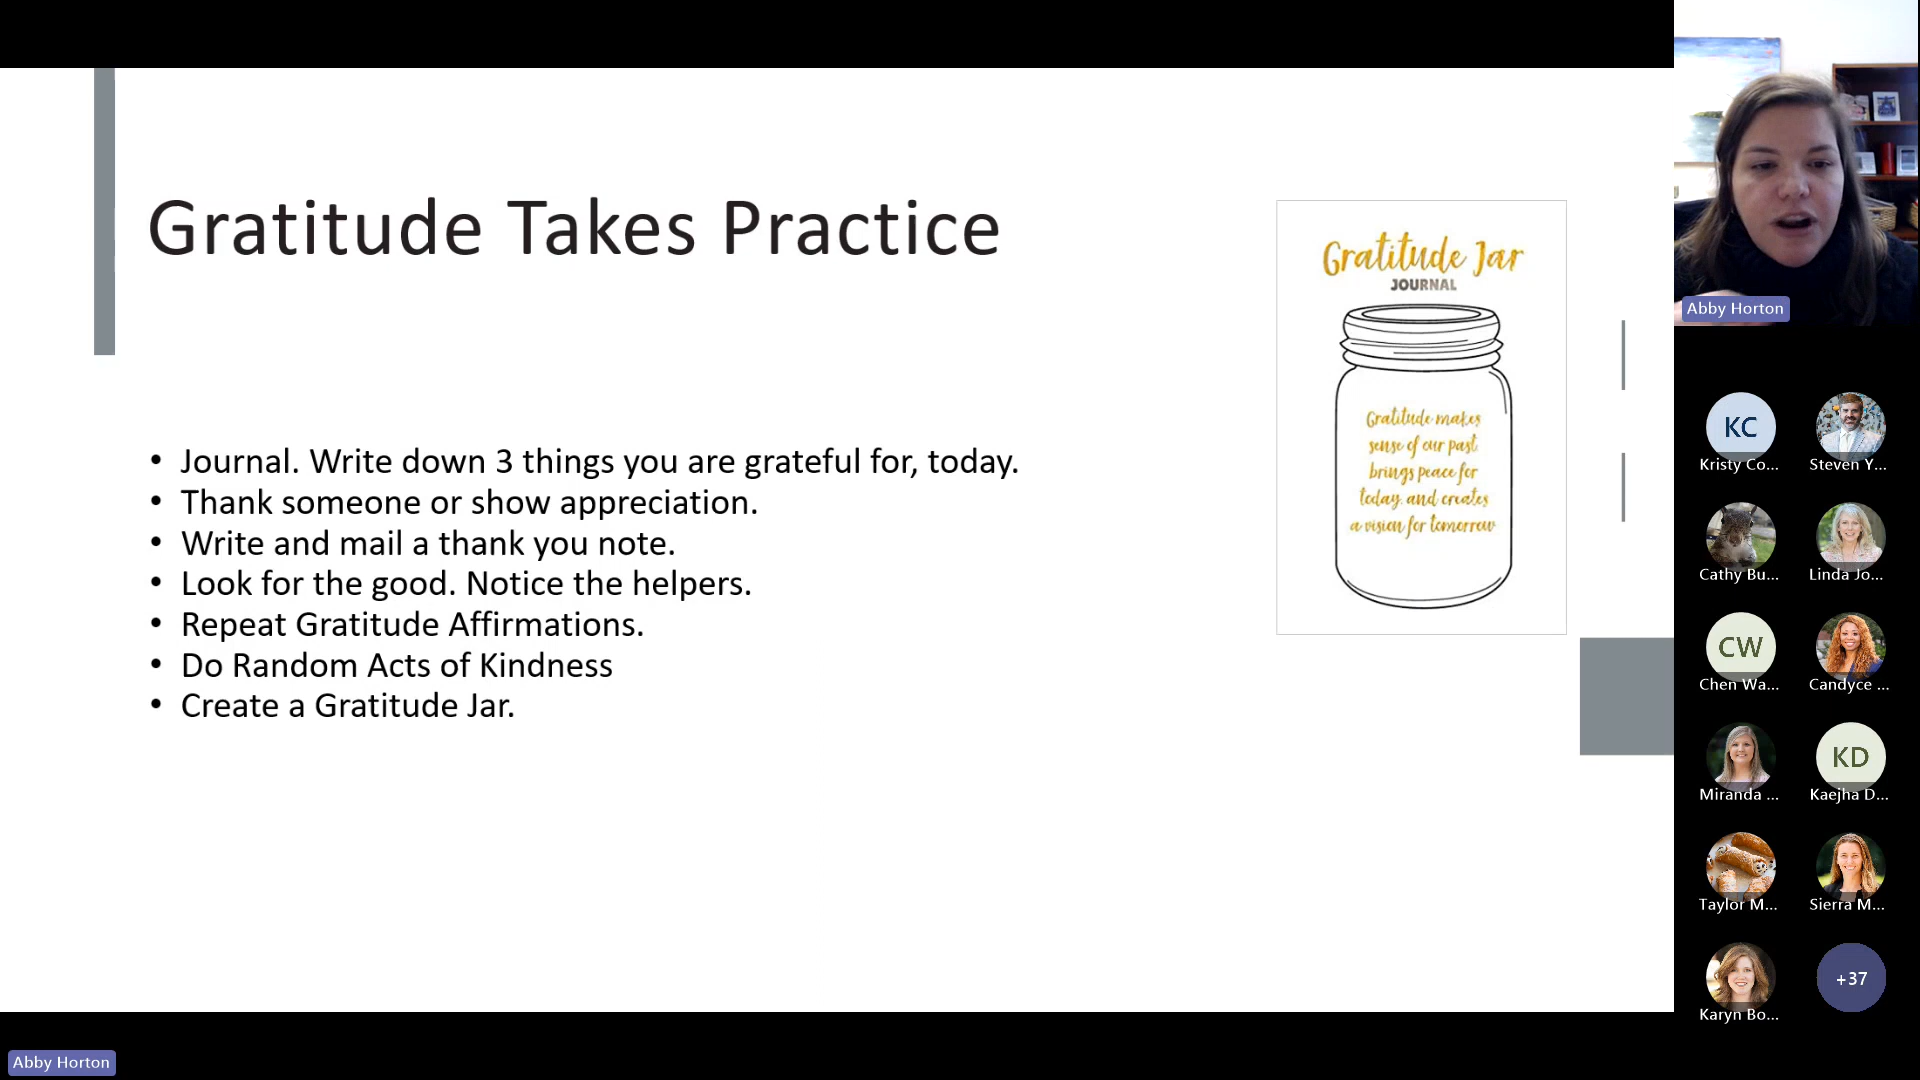 Gratitude Takes Practice
• Journal. Write down 3 things you are grateful for, today.
• Thank someone or show appreciation.
• Write and mail a thank you note.
• Look for the good. Notice the helpers.
• Repeat Gratitude Affirmations.
• Do Random Acts of Kindness
• Create a Gratitude Jar.
Gratitude Jar
JOURNAL
Gratitude makes
sense of our past
brings peace for
today. and creates
a vision for tomorrow
Abby Horton
KC
Kristy Co...
Steven Y...
Cathy Bu...
Linda Jo...
CW
Chen Wa...
Candyce ...
Miranda ...
KD
Kaejha D...
Taylor M...
Sierra M...
Karyn Bo...
+37
Abby Horton